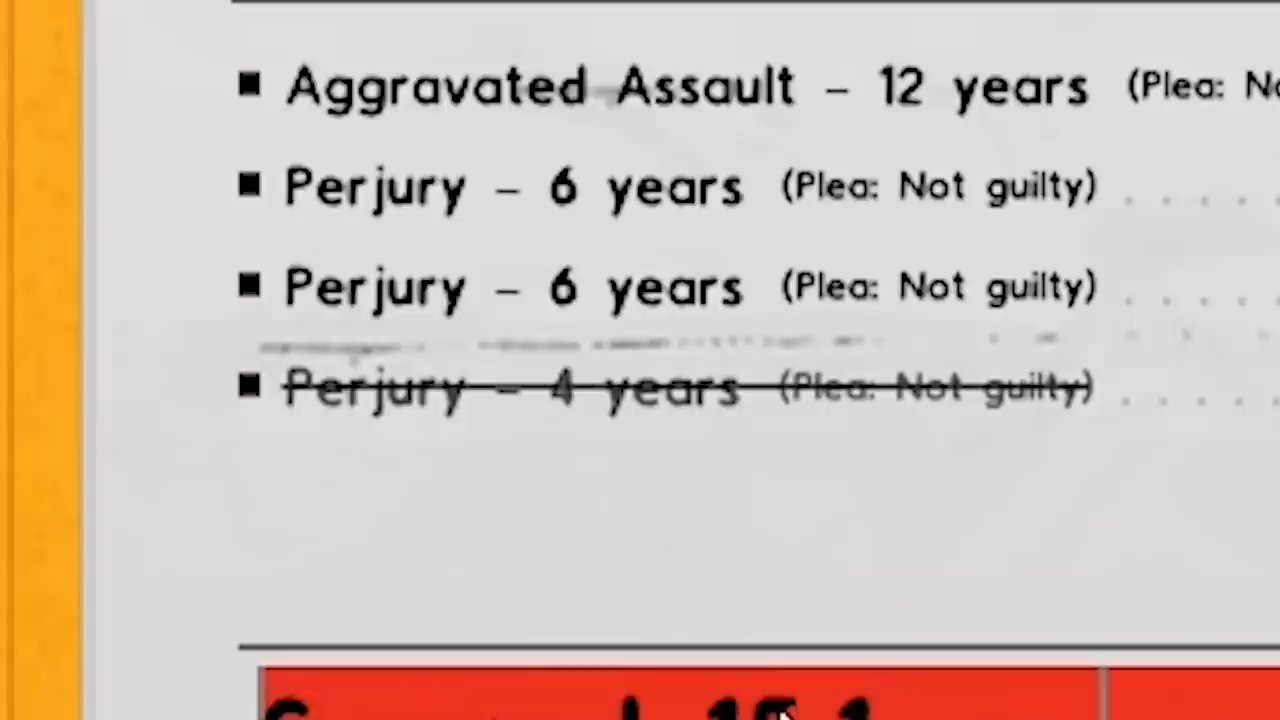 ▪ Aggravated Assault – 12 years (Plea:
▪ Perjury – 6 years (Plea: Not guilty)
▪ Perjury – 6 years (Plea: Not guilty)
▪ Perjury – 4 years (Plea: Not guilty)